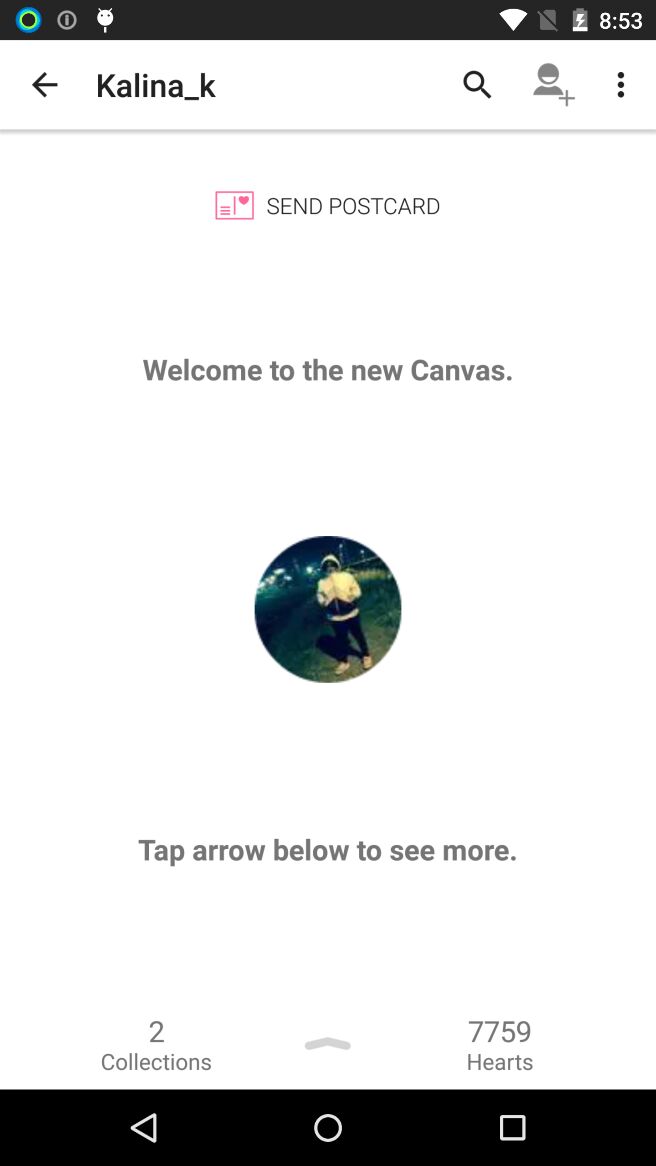 8:53
Kalina_k
SEND POSTCARD
Welcome to the new Canvas.
Tap arrow below to see more.
2
Collections
7759
Hearts